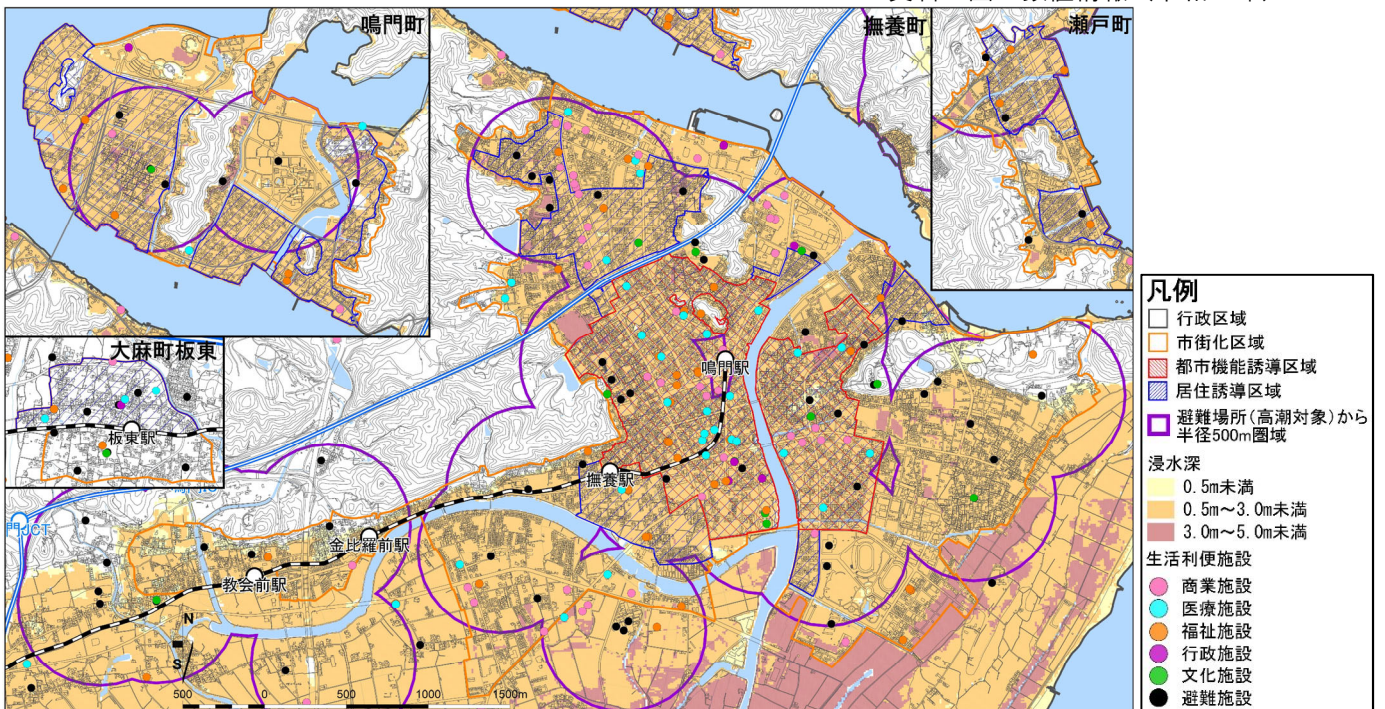 鳴門町
撫養町
瀬戸町
大麻町板東
板東駅
鳴門駅
撫養駅
金比羅前駅
教会前駅
門JCT
N
S
500
0
500
1000
1500m
凡例
行政区域
市街化区域
都市機能誘導区域
居住誘導区域
避難場所(高潮対象)から
半径500m圏域
浸水深
0.5m未満
0.5m～3.0m未満
3.0m～5.0m未満
生活利便施設
商業施設
医療施設
福祉施設
行政施設
文化施設
避難施設